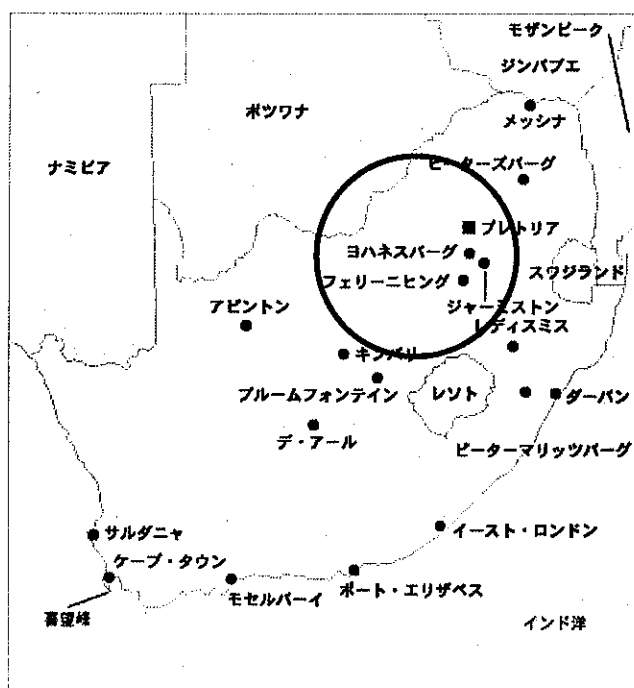 モザンビーク
ジンバブエ
ボツワナ
メッシナ
ナミビア
ピーターズバーグ
プレトリア
ヨハネスバーグ
スワジランド
フェリーニヒング
アピントン
ジャーミストン
レディスミス
キンバリー
ブルームフォンテイン
レソト
ダーバン
デ・アール
ピーターマリッツバーグ
サルダニャ
イースト・ロンドン
ケープ・タウン
モセルバーイ
ポート・エリザベス
喜望峰
インド洋